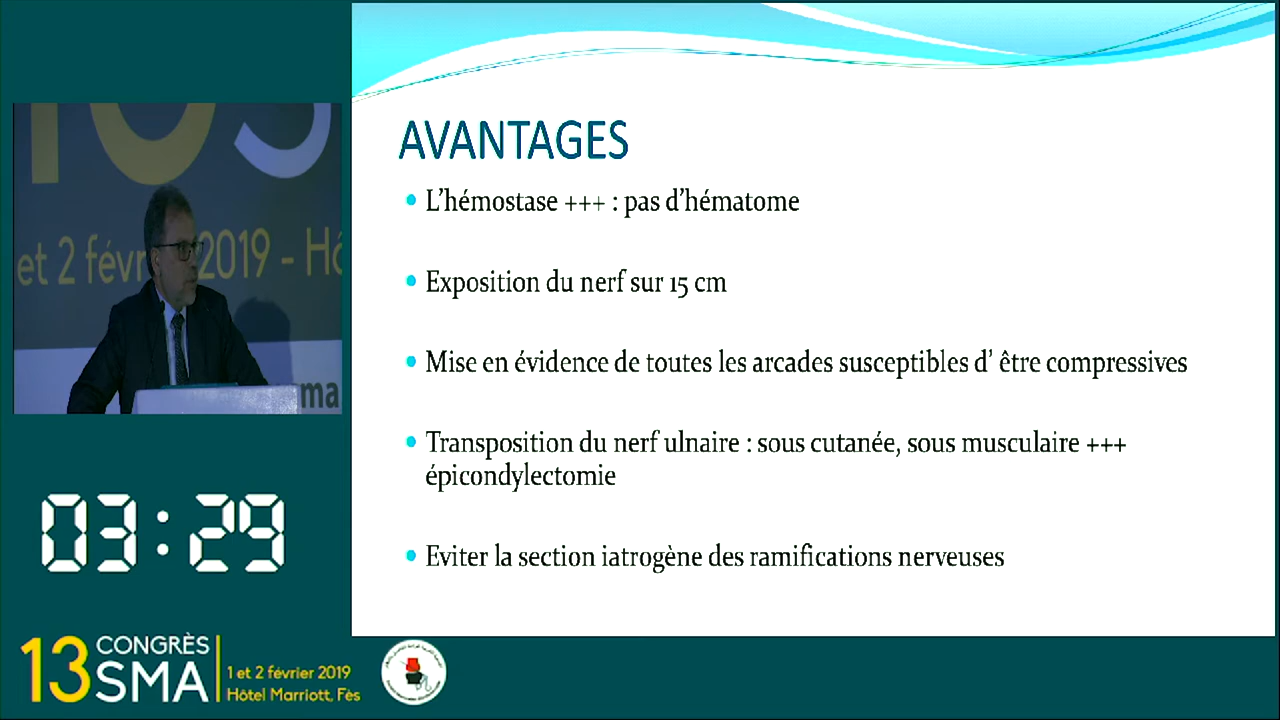 AVANTAGES
L'hémostase +++ : pas d'hématome
Exposition du nerf sur 15 cm
Mise en évidence de toutes les arcades susceptibles d' être compressives
Transposition du nerf ulnaire : sous cutanée, sous musculaire +++
épicondylectomie
Eviter la section iatrogène des ramifications nerveuses
et 2 févr 2019 - Hô
ma
03:29
13 CONGRÈS
SMA
1 et 2 février 2019
Hôtel Marriott, Fès